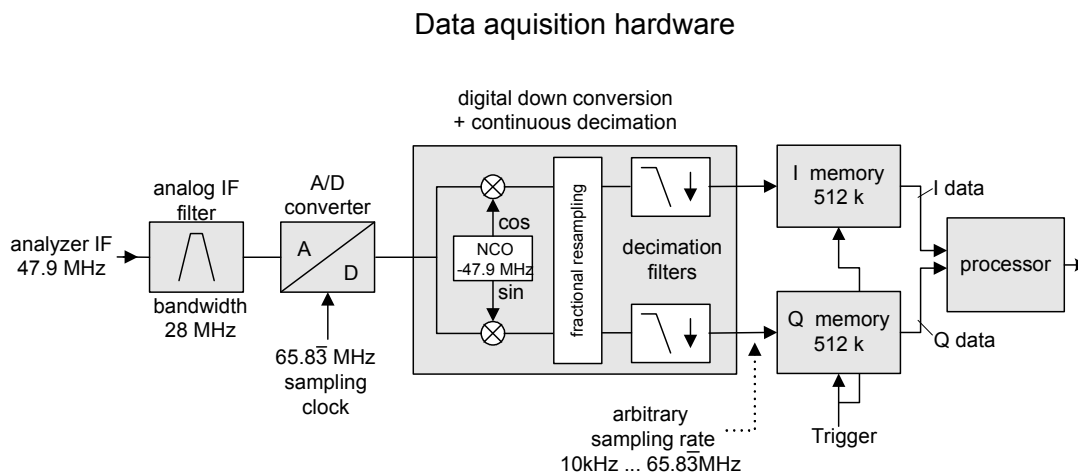 Data aquisition hardware
digital down conversion
+ continuous decimation
analog IF
filter
A/D
converter
analyzer IF
47.9 MHz
bandwidth
28 MHz
A
D
65.83̅ MHz
sampling
clock
cos
NCO
-47.9 MHz
sin
fractional resampling
decimation
filters
I memory
512 k
I data
processor
Q memory
512 k
Q data
arbitrary
sampling rate
10kHz ... 65.83̅MHz
Trigger